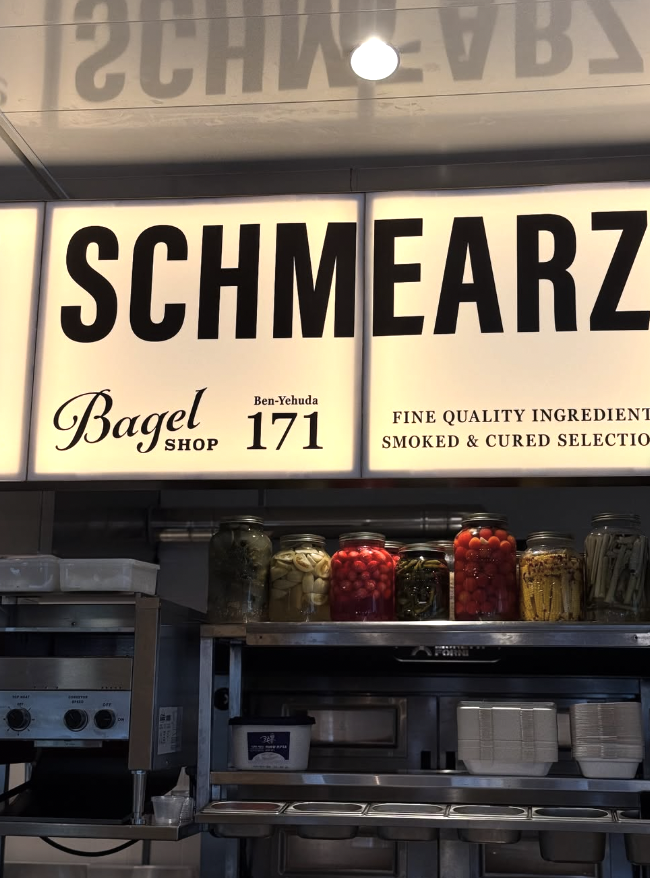 SCHMEARZ
Bagel
SHOP
Ben-Yehuda
171
FINE QUALITY INGREDIENT
SMOKED & CURED SELECTIO